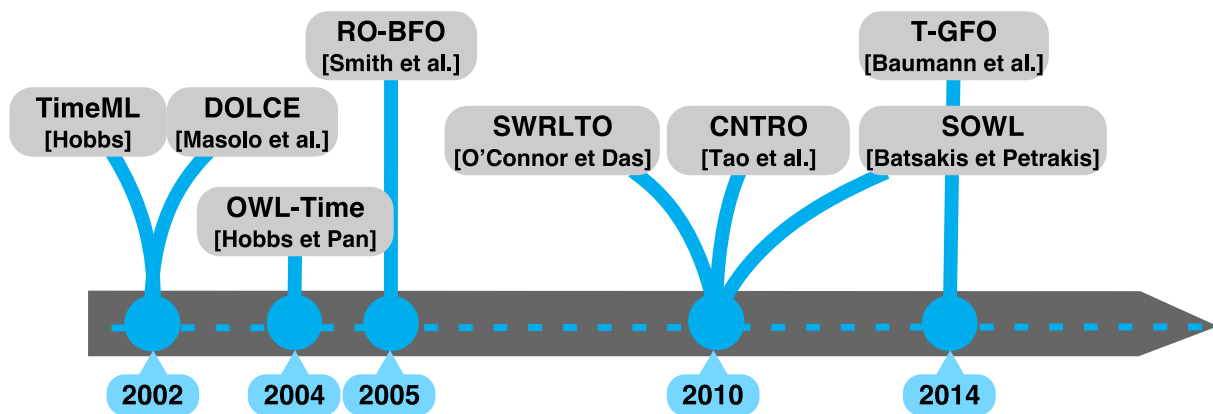 TimeML
[Hobbs]
DOLCE
[Masolo et al.]
OWL-Time
[Hobbs et Pan]
RO-BFO
[Smith et al.]
SWRLTO
[O'Connor et Das]
CNTRO
[Tao et al.]
SOWL
[Batsakis et Petrakis]
T-GFO
[Baumann et al.]
2002
2004
2005
2010
2014